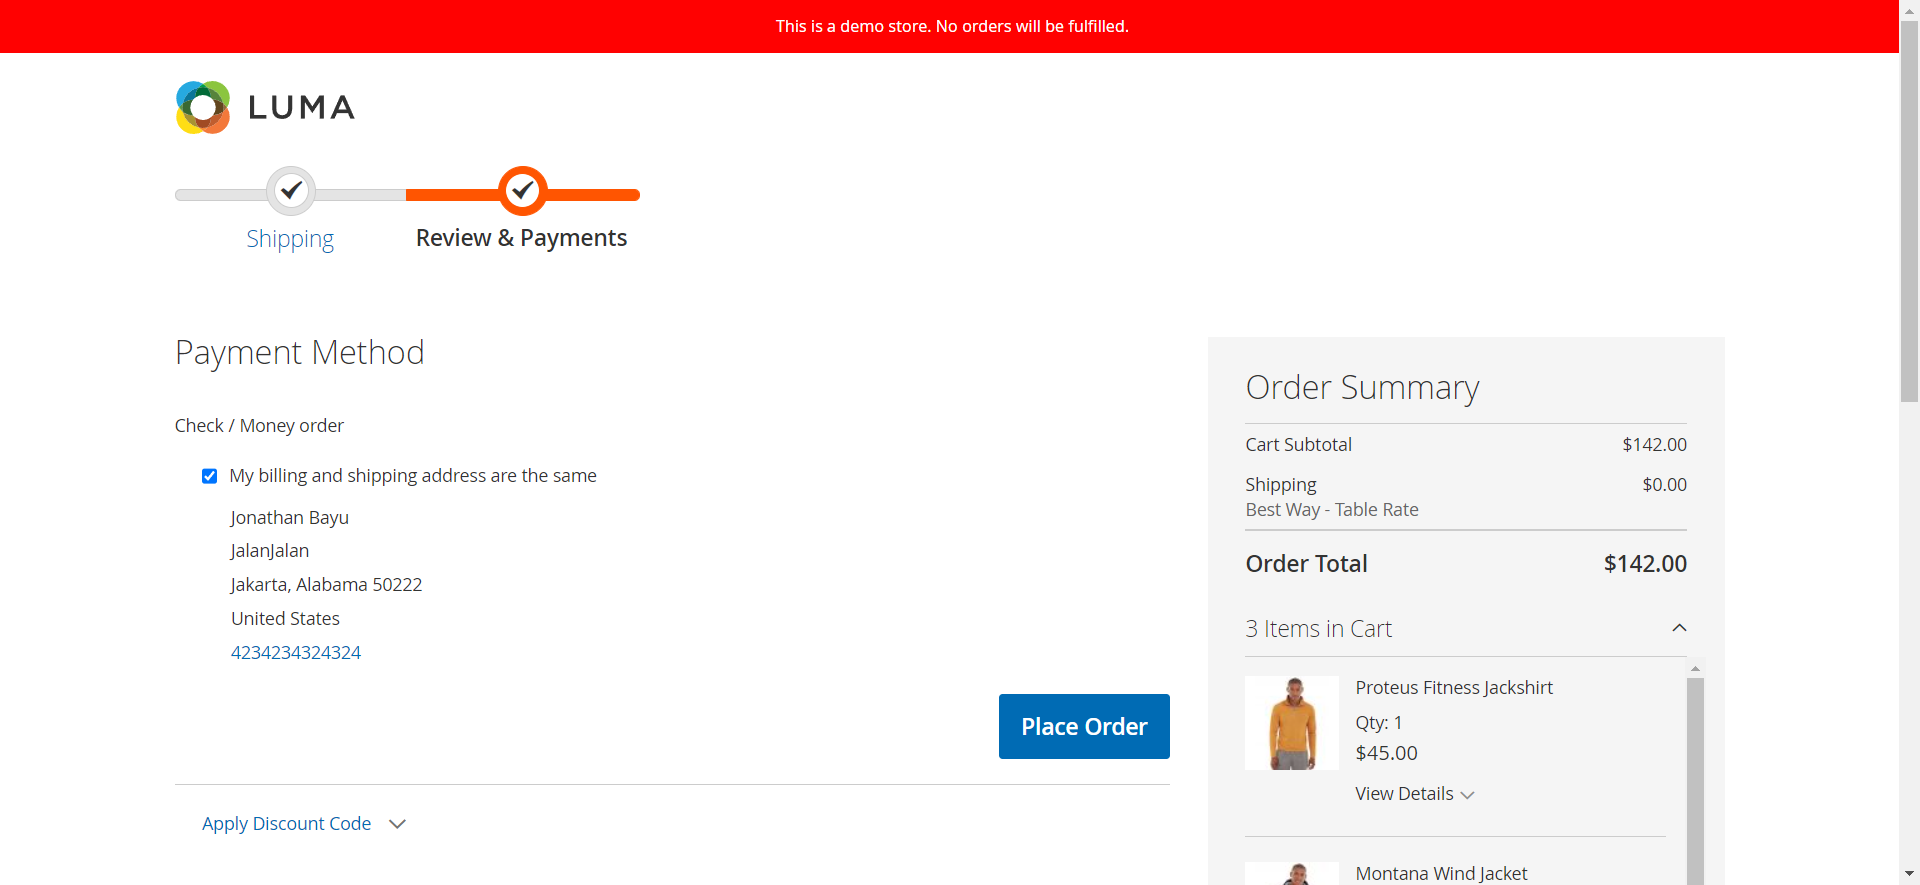 This is a demo store. No orders will be fulfilled.
LUMA
Shipping
Review & Payments
Payment Method
Check / Money order
My billing and shipping address are the same
Jonathan Bayu
JalanJalan
Jakarta, Alabama 50222
United States
4234234324324
Place Order
Apply Discount Code
Order Summary
Cart Subtotal $142.00
Shipping $0.00
Best Way - Table Rate
Order Total $142.00
3 Items in Cart
Proteus Fitness Jackshirt
Qty: 1
$45.00
View Details
Montana Wind Jacket